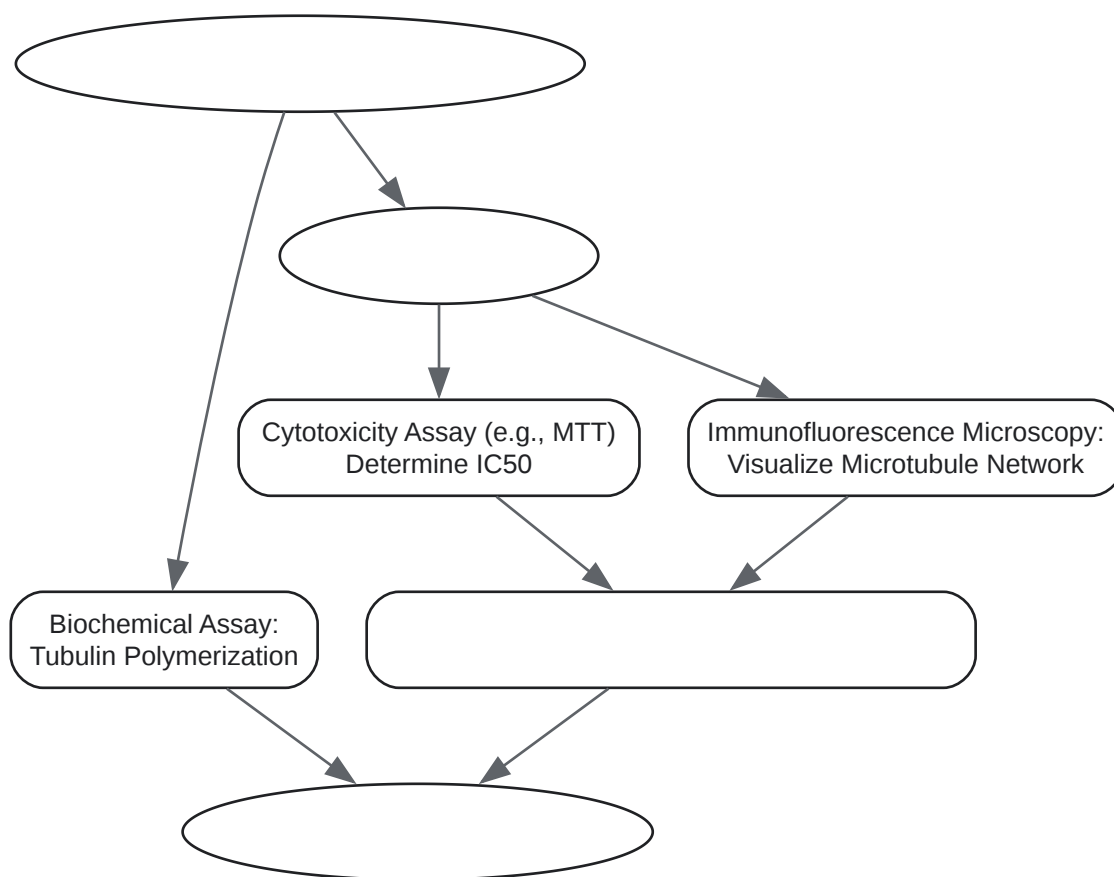 Cytotoxicity Assay (e.g., MTT)
Determine IC50
Immunofluorescence Microscopy:
Visualize Microtubule Network
Biochemical Assay:
Tubulin Polymerization